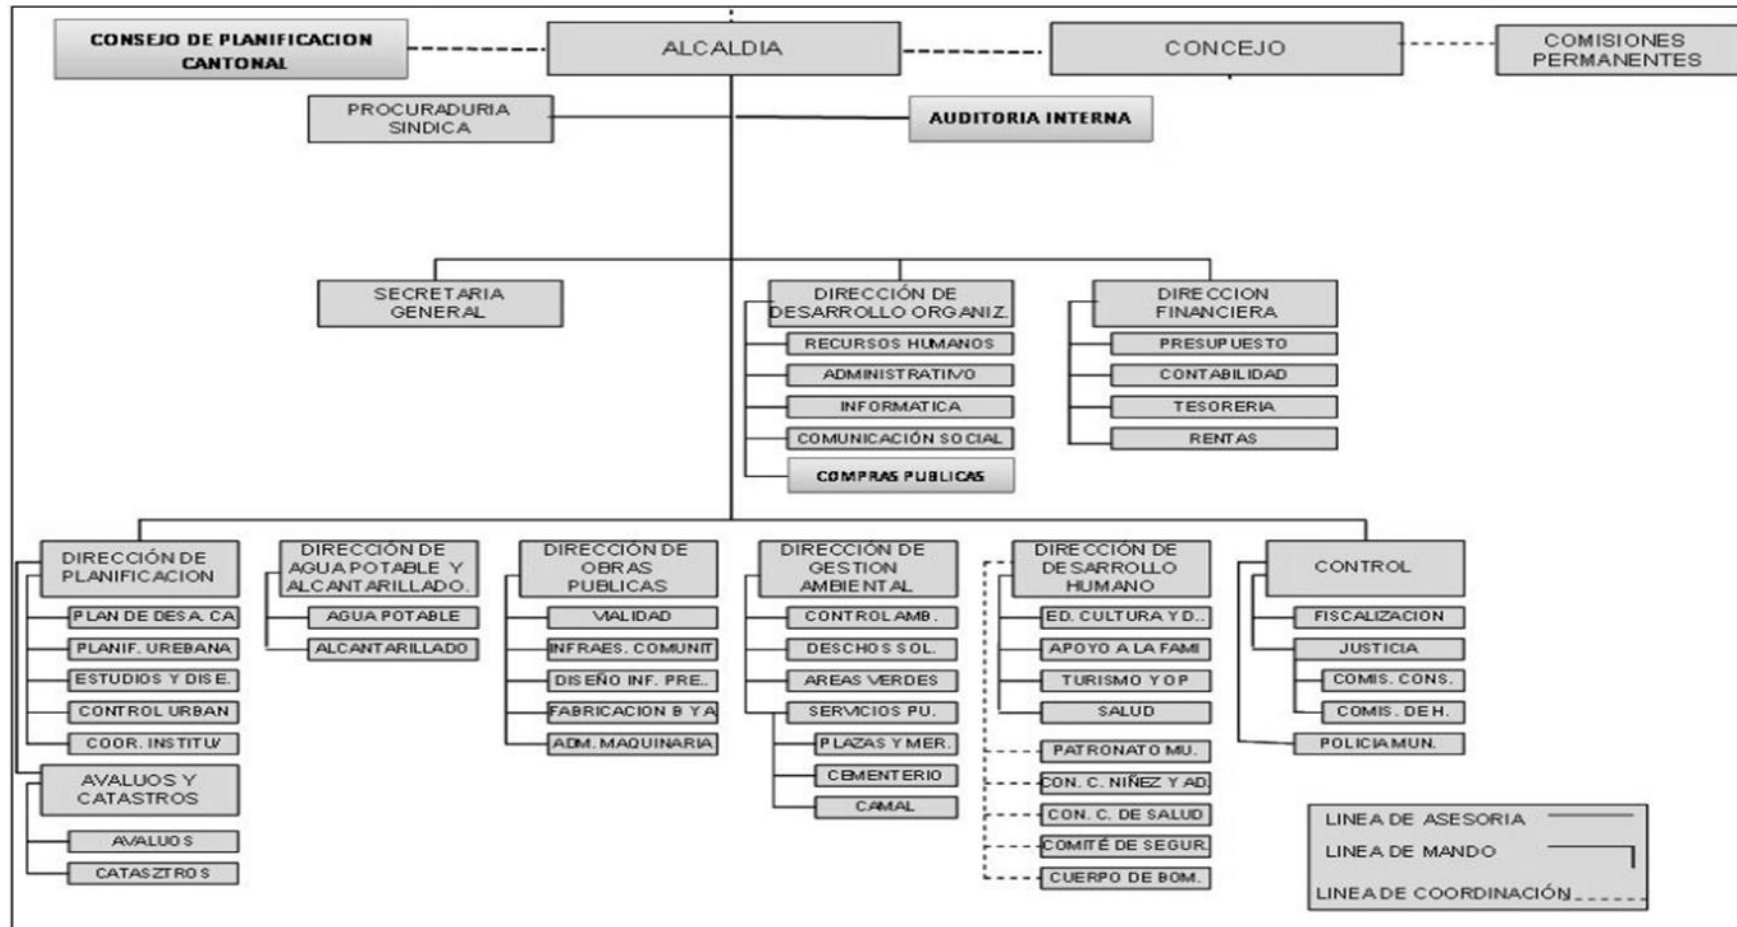 CONSEJO DE PLANIFICACION
CANTONAL
ALCALDIA
CONCEJO
COMISIONES
PERMANENTES
PROCURADURIA
SINDICA
AUDITORIA INTERNA
SECRETARIA
GENERAL
DIRECCIÓN DE
DESARROLLO ORGANIZ.
RECURSOS HUMANOS
ADMINISTRATIVO
INFORMATICA
COMUNICACIÓN SOCIAL
COMPRAS PUBLICAS
DIRECCION
FINANCIERA
PRESUPUESTO
CONTABILIDAD
TESORERIA
RENTAS
DIRECCIÓN DE
PLANIFICACION
PLAN DE DESA. CA
PLANIF. UREBANA
ESTUDIOS Y DISE.
CONTROL URBAN
COOR. INSTITU/
AVALUOS Y
CATASTROS
AVALUOS
CATASZTROS
DIRECCIÓN DE
AGUA POTABLE Y
ALCANTARILLADO.
AGUA POTABLE
ALCANTARILLADO
DIRECCIÓN DE
OBRAS
PUBLICAS
VIALIDAD
INFRAES. COMUNIT
DISEÑO INF. PRE..
FABRICACION B Y A
ADM. MAQUINARIA
DIRECCIÓN DE
GESTION
AMBIENTAL
CONTROL AMB.
DESCHOS SOL.
AREAS VERDES
SERVICIOS PU.
PLAZAS Y MER.
CEMENTERIO
CAMAL
DIRECCIÓN DE
DESARROLLO
HUMANO
ED. CULTURA Y D..
APOYO A LA FAMI
TURISMO Y OP
SALUD
PATRONATO MU.
CON. C. NIÑEZ Y AD.
CON. C. DE SALUD
COMITÉ DE SEGUR.
CUERPO DE BOM.
CONTROL
FISCALIZACION
JUSTICIA
COMIS. CONS.
COMIS. DE H.
POLICIA MUN.
LINEA DE ASESORIA
LINEA DE MANDO
LINEA DE COORDINACIÓN